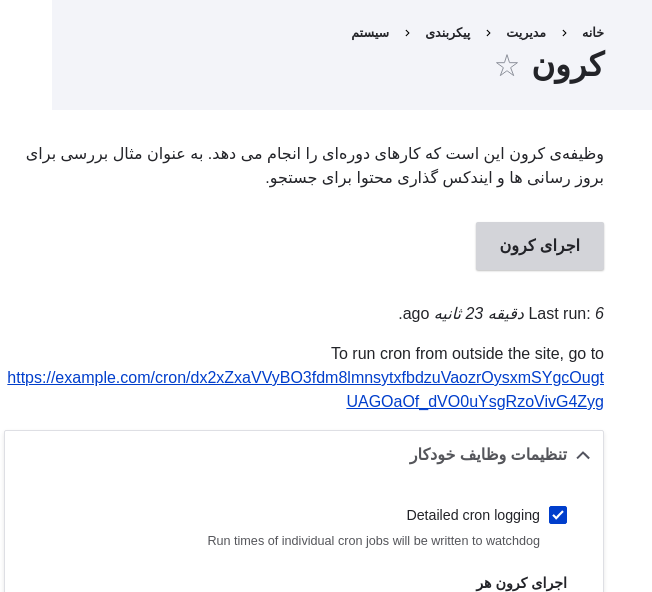 خانه › مدیریت › پیکربندی › سیستم
کرون ☆
وظیفه‌ی کرون این است که کارهای دوره‌ای را انجام می دهد. به عنوان مثال بررسی برای
بروز رسانی ها و ایندکس گذاری محتوا برای جستجو.
اجرای کرون
Last run: 6 دقیقه 23 ثانیه ago.
To run cron from outside the site, go to
https://example.com/cron/dx2xZxaVVyBO3fdm8lmnsytxfbdzuVaozrOysxmSYgcOugt
UAGOaOf_dVO0uYsgRzoVivG4Zyg
تنظیمات وظایف خودکار
Detailed cron logging
Run times of individual cron jobs will be written to watchdog
اجرای کرون هر